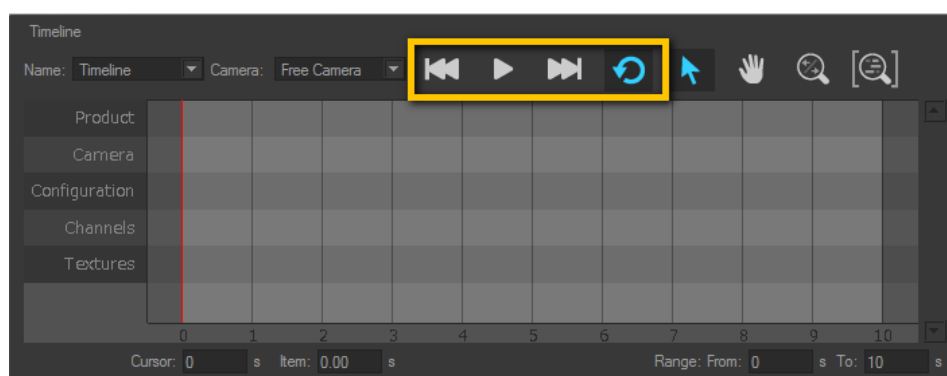 Timeline
Name: Timeline Camera: Free Camera
Product
Camera
Configuration
Channels
Textures
0 1 2 3 4 5 6 7 8 9 10
Cursor: 0 s Item: 0.00 s Range: From: 0 s To: 10 s